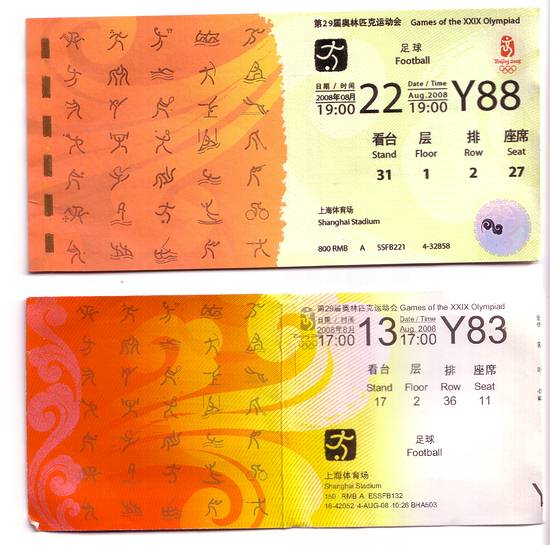 第29届奥林匹克运动会 Games of the XXIX Olympiad
足球
Football
Beijing 2008
日期 / 时间 Date / Time
2008年08月 22 Aug.2008 Y88
19:00 19:00
看台 层 排 座席
Stand Floor Row Seat
31 1 2 27
上海体育场
Shanghai Stadium
800 RMB A SSFB221 4-32858
第29届奥林匹克运动会 Games of the XXIX Olympiad
日期 / 时间 Date / Time
2008年8月 13 Aug. 2008 Y83
17:00 17:00
看台 层 排 座席
Stand Floor Row Seat
17 2 36 11
足球
Football
上海体育场
Shanghai Stadium
150 RMB A ESSFB132
16-42052 4-AUG-08 10:26 BHA503